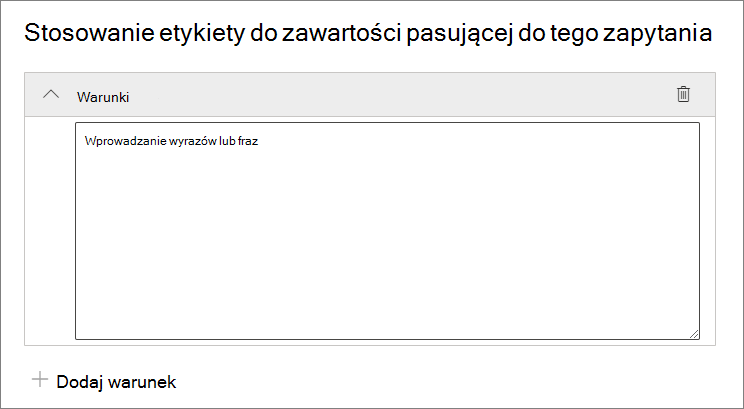 Stosowanie etykiety do zawartości pasującej do tego zapytania
Warunki
Wprowadzanie wyrazów lub fraz
Dodaj warunek